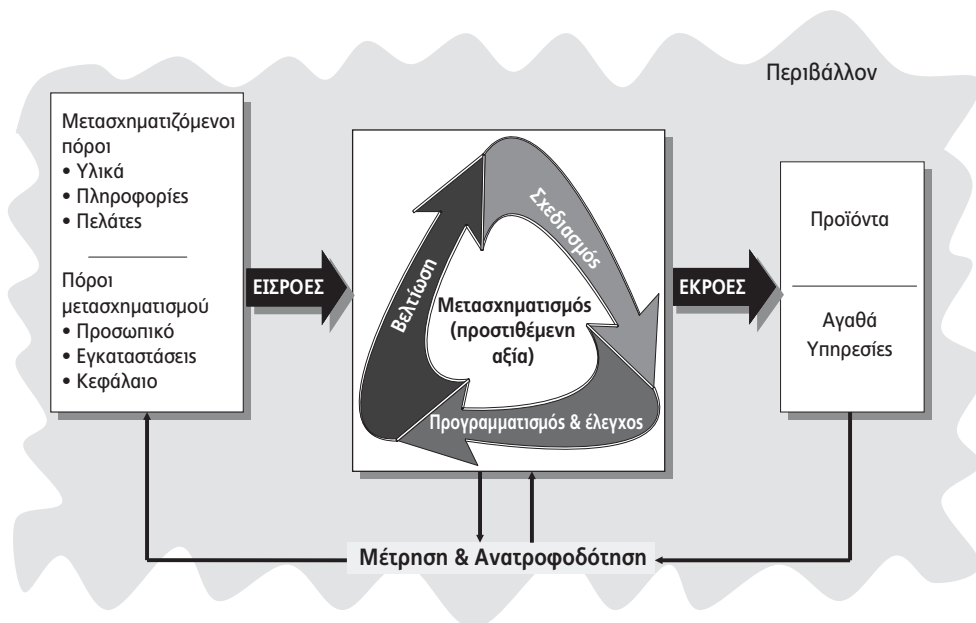 Περιβάλλον
Μετασχηματιζόμενοι
πόροι
• Υλικά
• Πληροφορίες
• Πελάτες
Πόροι
μετασχηματισμού
• Προσωπικό
• Εγκαταστάσεις
• Κεφάλαιο
ΕΙΣΡΟΕΣ
Βελτίωση
Σχεδιασμός
Μετασχηματισμός
(προστιθέμενη
αξία)
Προγραμματισμός & έλεγχος
ΕΚΡΟΕΣ
Προϊόντα
Αγαθά
Υπηρεσίες
Μέτρηση & Ανατροφοδότηση